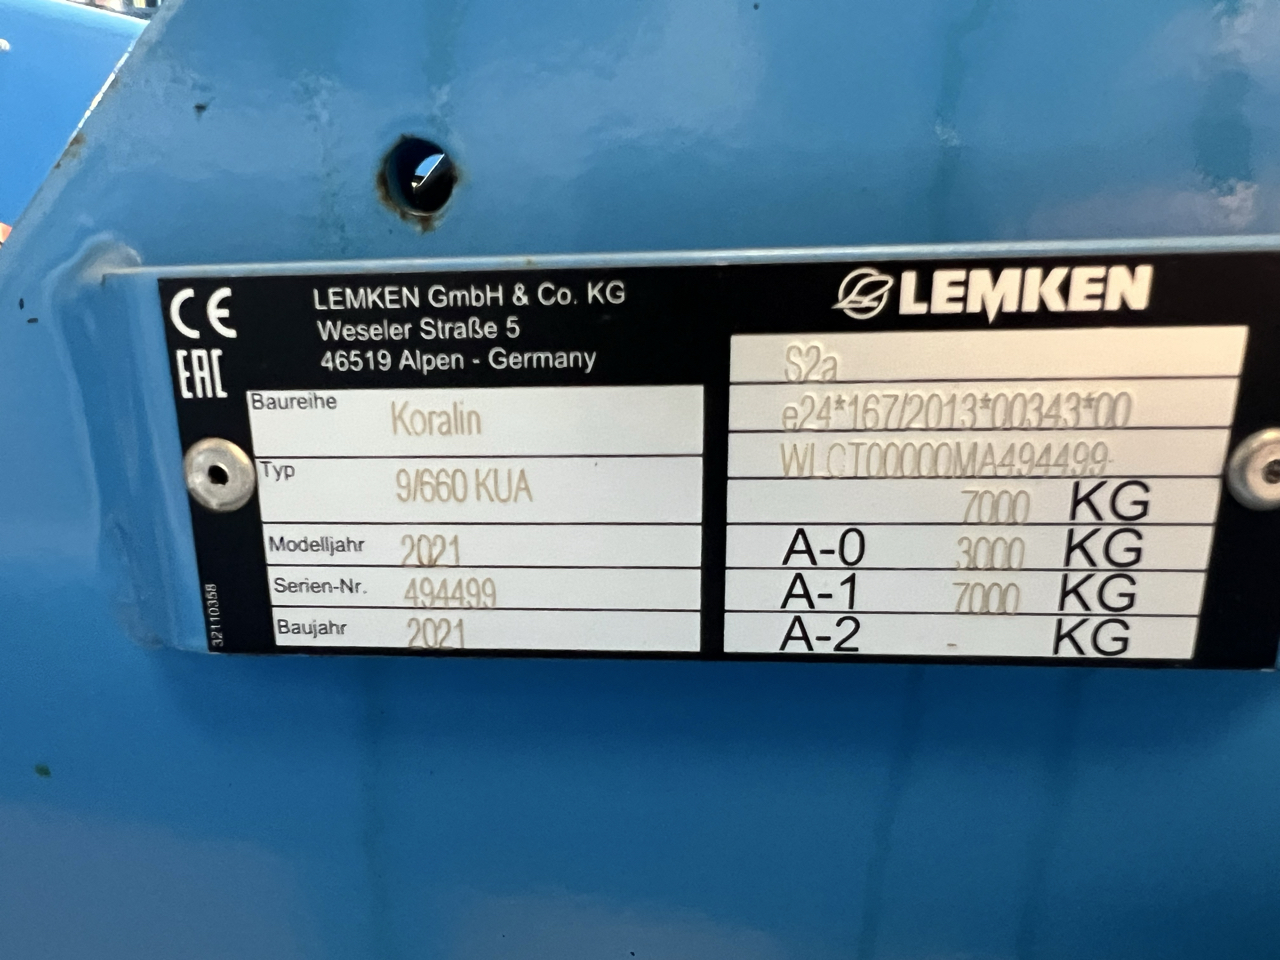 CE
EAC
LEMKEN GmbH & Co. KG
Weseler Straße 5
46519 Alpen - Germany
Baureihe Koralin
Typ 9/660 KUA
Modelljahr 2021
Serien-Nr. 494499
Baujahr 2021
32110358
LEMKEN
S2a
e24*167/2013*00343*00
WLCT00000MA494499
7000 KG
A-0 3000 KG
A-1 7000 KG
A-2 - KG